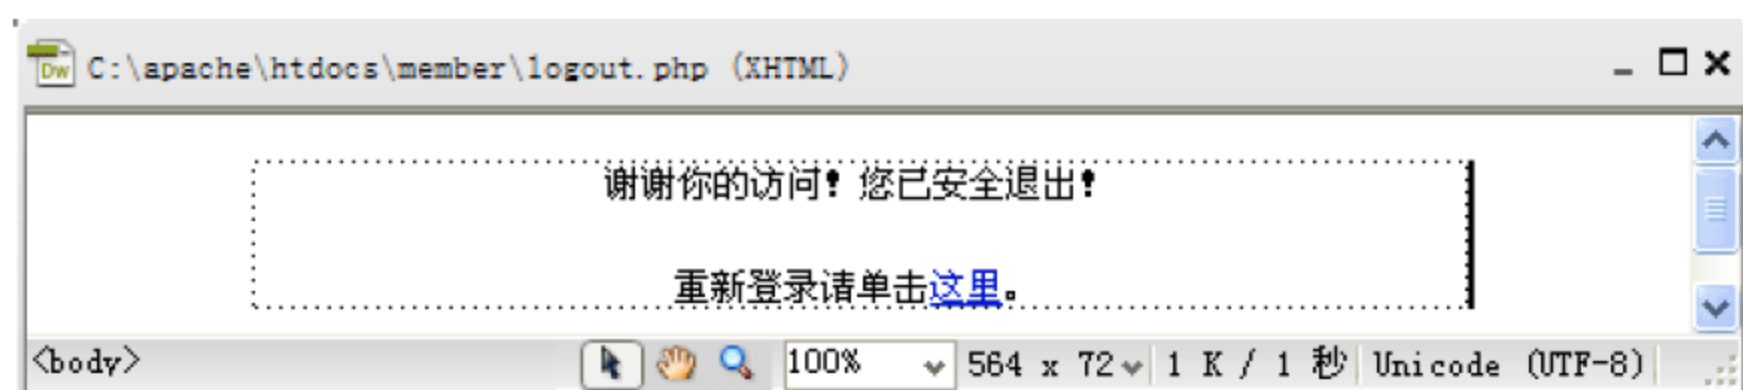 Dw C:\apache\htdocs\member\logout.php (XHTML)
谢谢你的访问！您已安全退出！
重新登录请单击这里。
<body> 100% 564 x 72 1 K / 1 秒 Unicode (UTF-8)